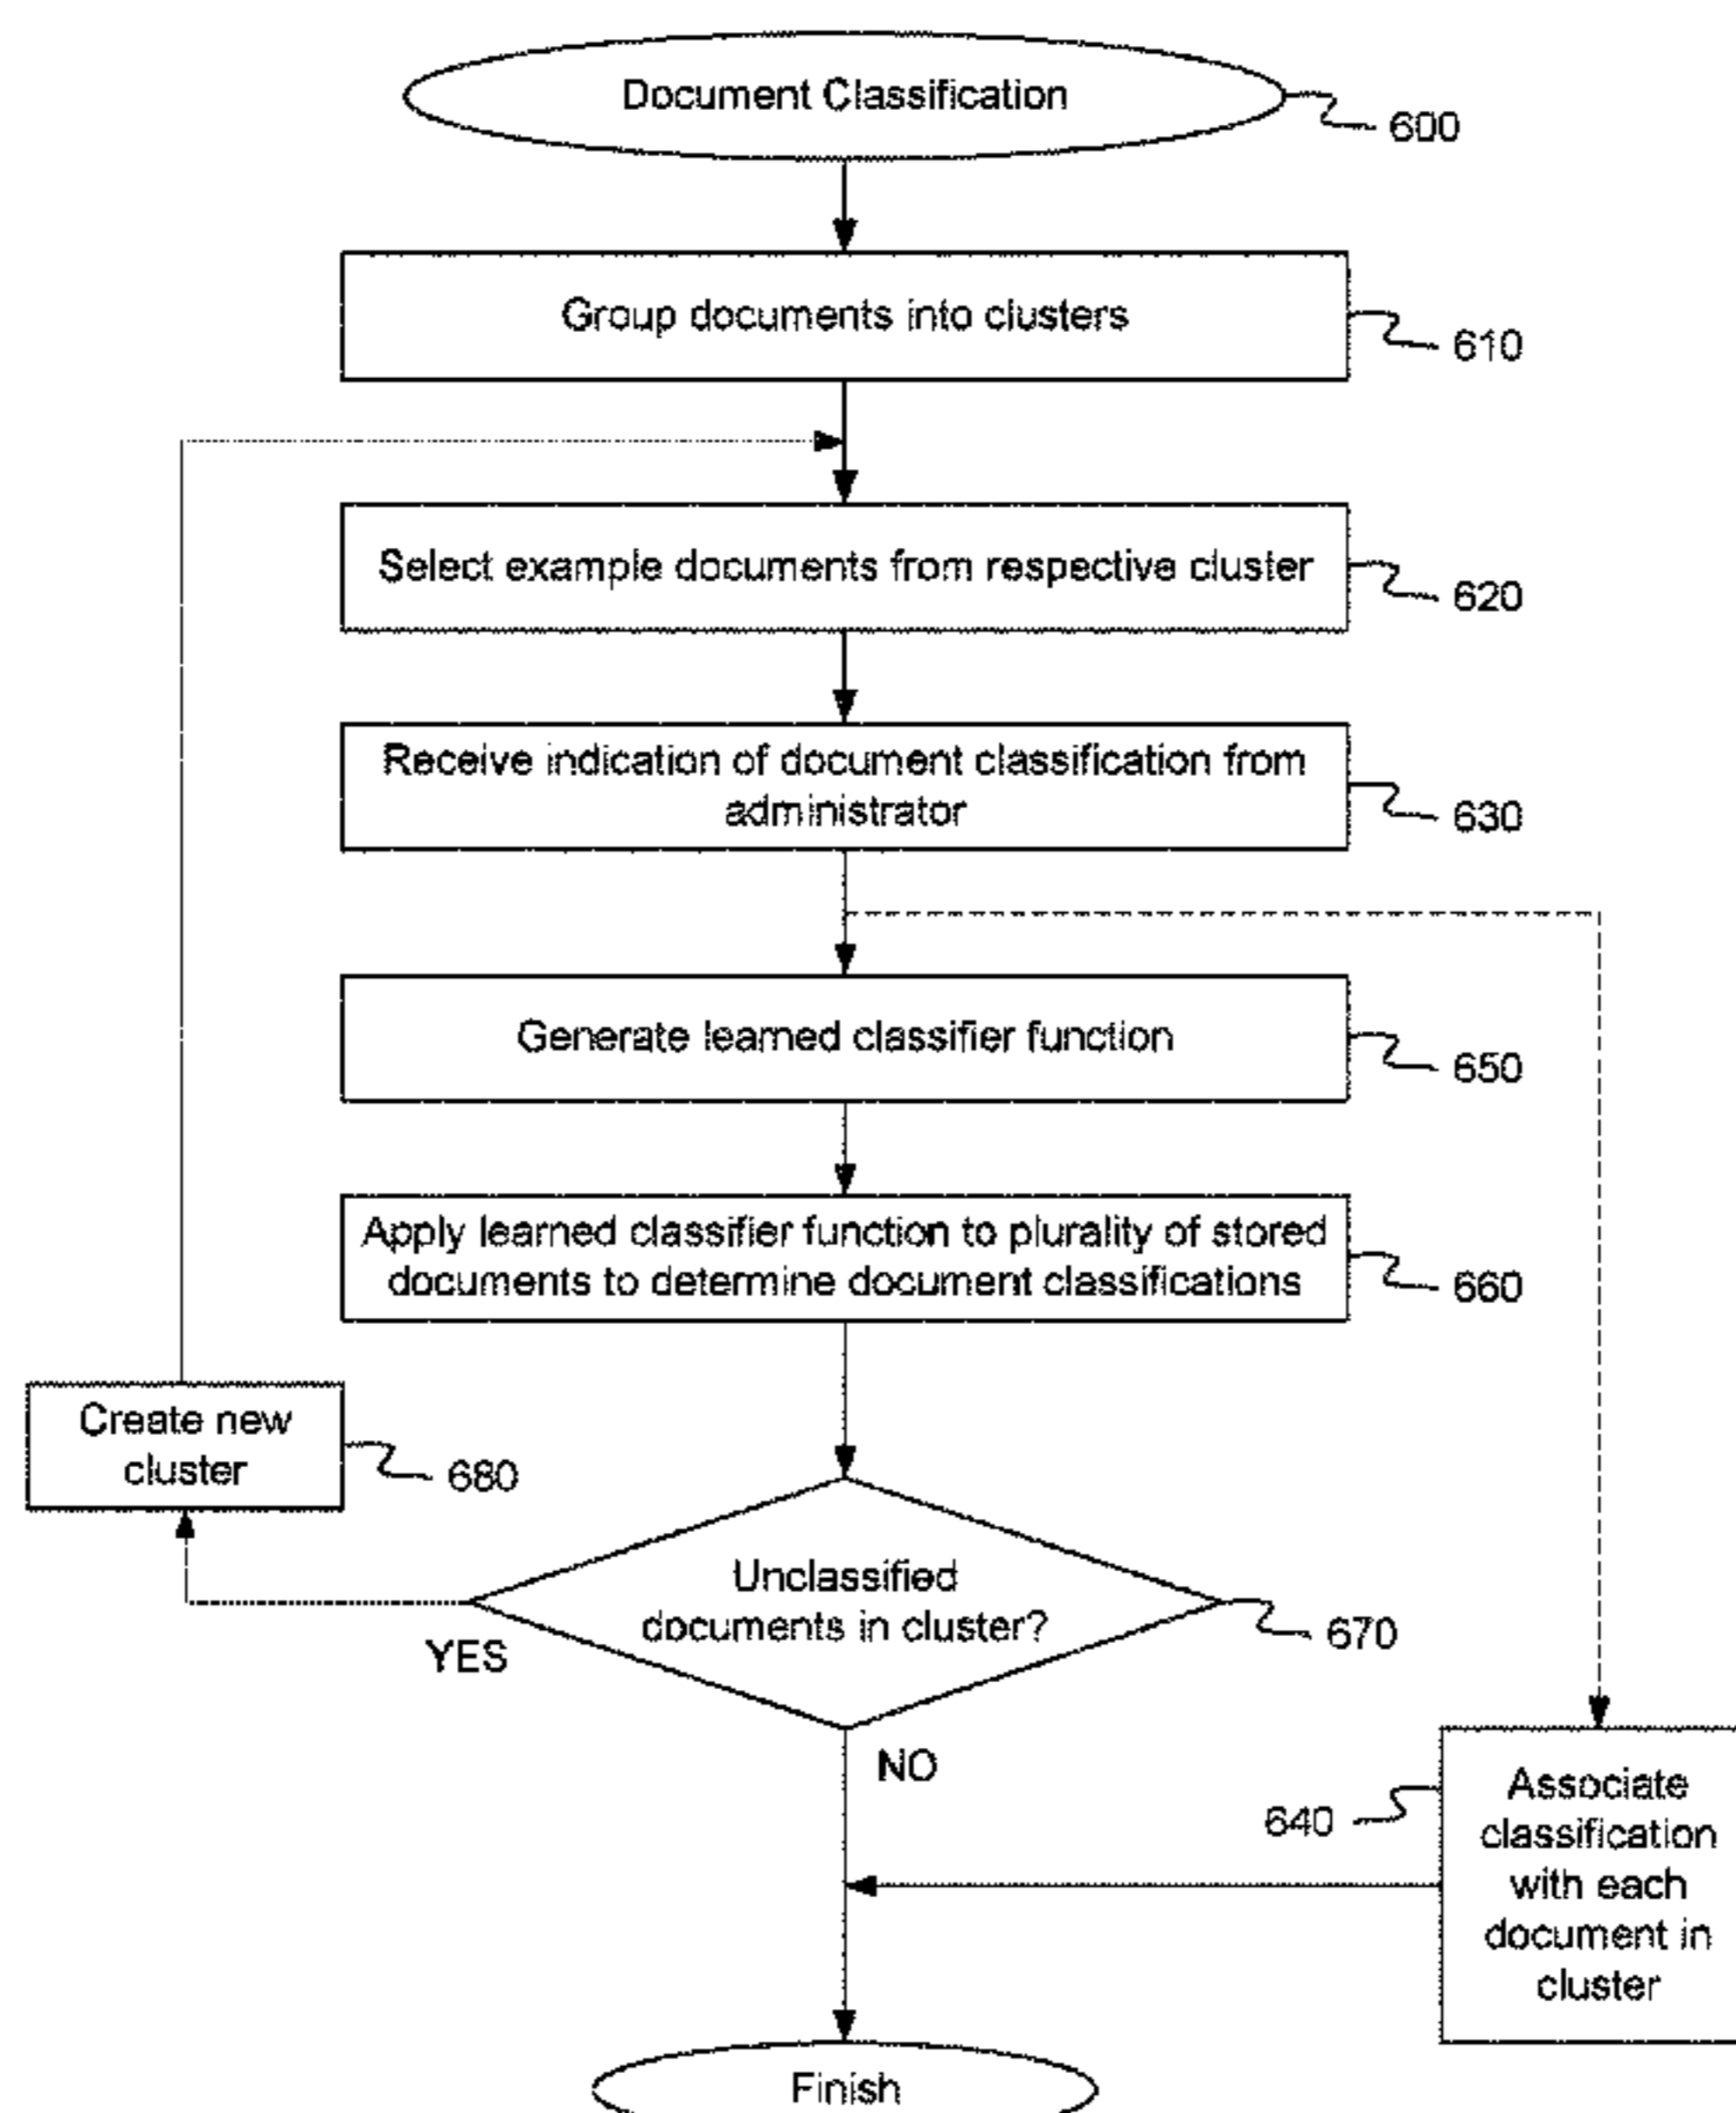 Document Classification
600
Group documents into clusters
610
Select example documents from respective cluster
620
Receive indication of document classification from
administrator
630
Generate learned classifier function
650
Apply learned classifier function to plurality of stored
documents to determine document classifications
660
Create new
cluster
680
Unclassified
documents in cluster?
670
YES
NO
640
Associate
classification
with each
document in
cluster
Finish